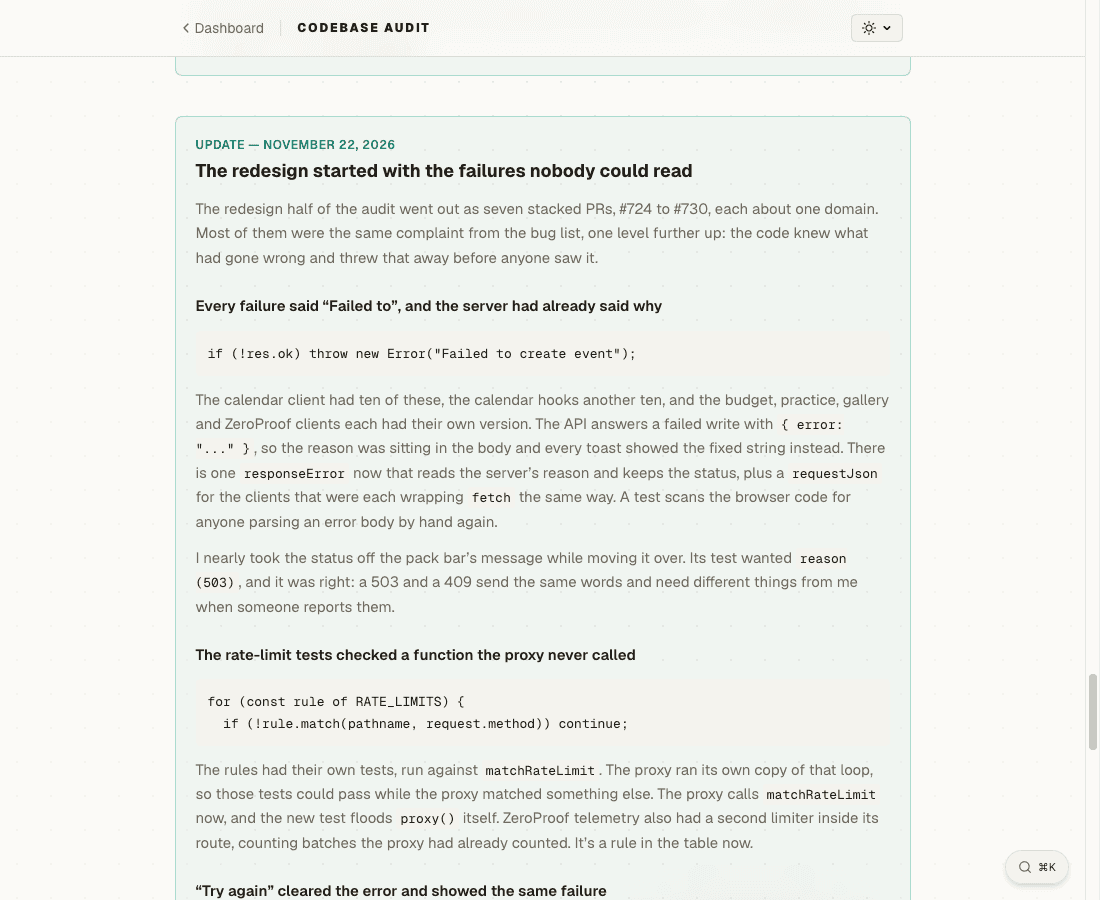 Dashboard
CODEBASE AUDIT
UPDATE — NOVEMBER 22, 2026
The redesign started with the failures nobody could read
The redesign half of the audit went out as seven stacked PRs, #724 to #730, each about one domain.
Most of them were the same complaint from the bug list, one level further up: the code knew what
had gone wrong and threw that away before anyone saw it.
Every failure said “Failed to”, and the server had already said why
if (!res.ok) throw new Error("Failed to create event");
The calendar client had ten of these, the calendar hooks another ten, and the budget, practice, gallery
and ZeroProof clients each had their own version. The API answers a failed write with { error:
"..." }, so the reason was sitting in the body and every toast showed the fixed string instead. There
is one responseError now that reads the server’s reason and keeps the status, plus a requestJson
for the clients that were each wrapping fetch the same way. A test scans the browser code for
anyone parsing an error body by hand again.
I nearly took the status off the pack bar’s message while moving it over. Its test wanted reason
(503), and it was right: a 503 and a 409 send the same words and need different things from me
when someone reports them.
The rate-limit tests checked a function the proxy never called
for (const rule of RATE_LIMITS) {
  if (!rule.match(pathname, request.method)) continue;
The rules had their own tests, run against matchRateLimit. The proxy ran its own copy of that loop,
so those tests could pass while the proxy matched something else. The proxy calls matchRateLimit
now, and the new test floods proxy() itself. ZeroProof telemetry also had a second limiter inside its
route, counting batches the proxy had already counted. It’s a rule in the table now.
“Try again” cleared the error and showed the same failure
⌘K